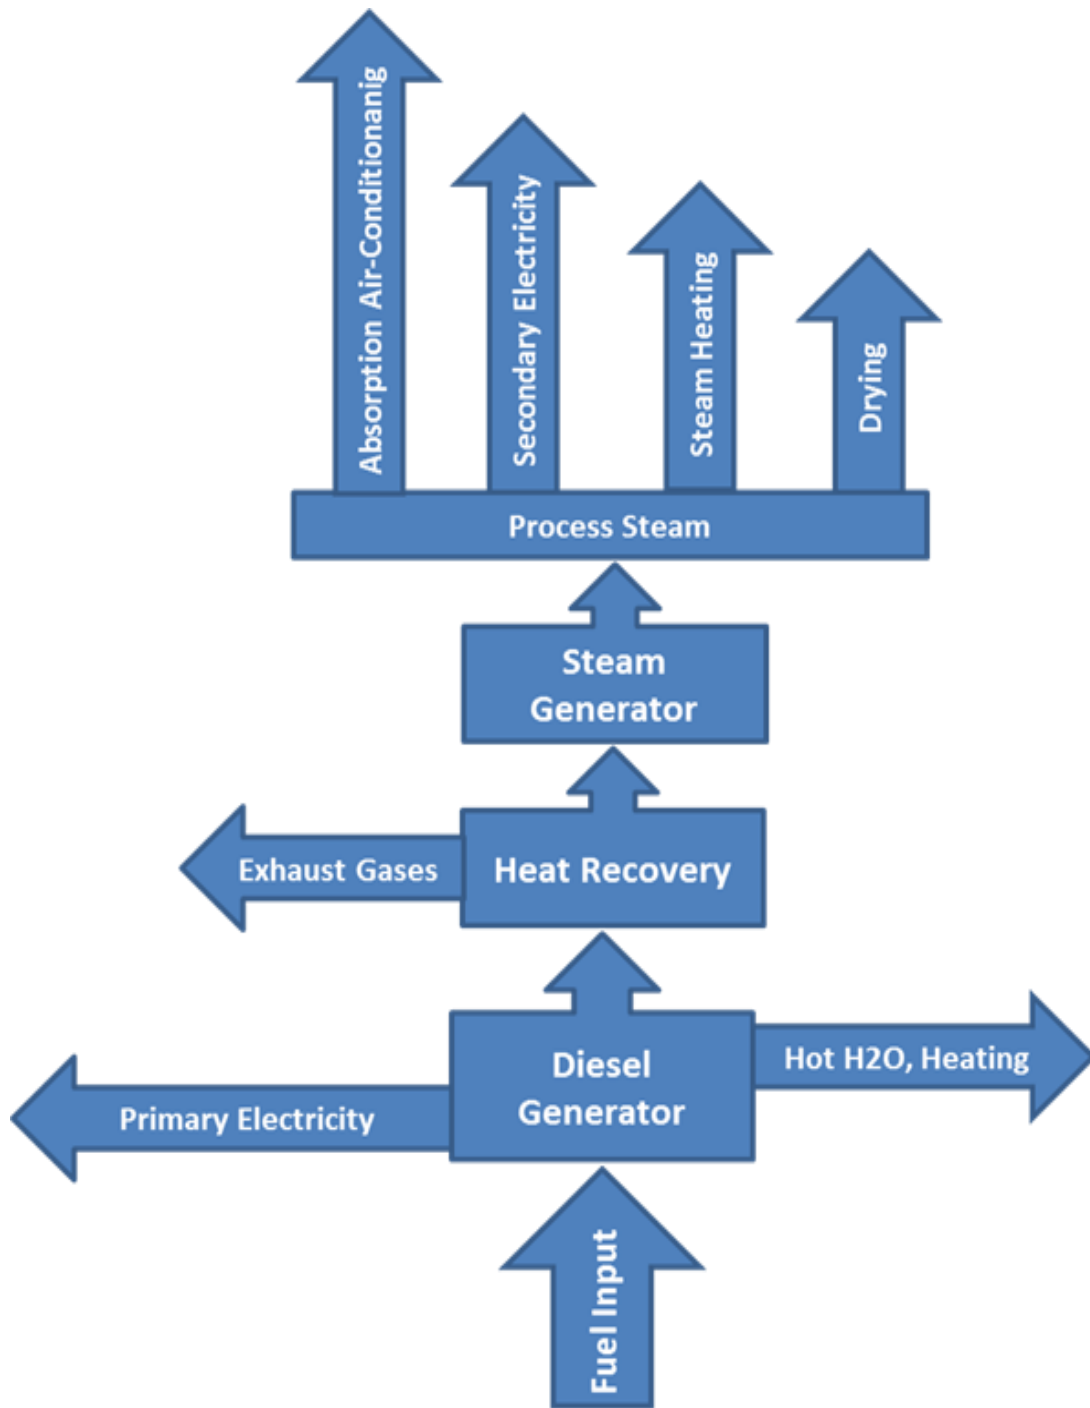 Absorption Air-Conditionanig
Secondary Electricity
Steam Heating
Drying
Process Steam
Steam
Generator
Exhaust Gases
Heat Recovery
Diesel
Generator
Hot H2O, Heating
Primary Electricity
Fuel Input